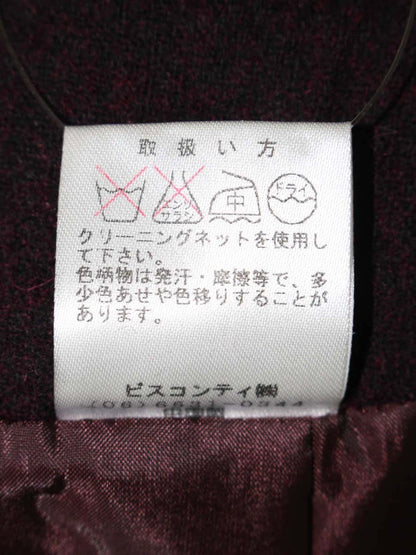 取扱い方
エンソ
サラシ
中
ドライ
クリーニングネットを使用し
て下さい。
色柄物は発汗・摩擦等で、多
少色あせや色移りすることが
あります。
ビスコンティ㈱